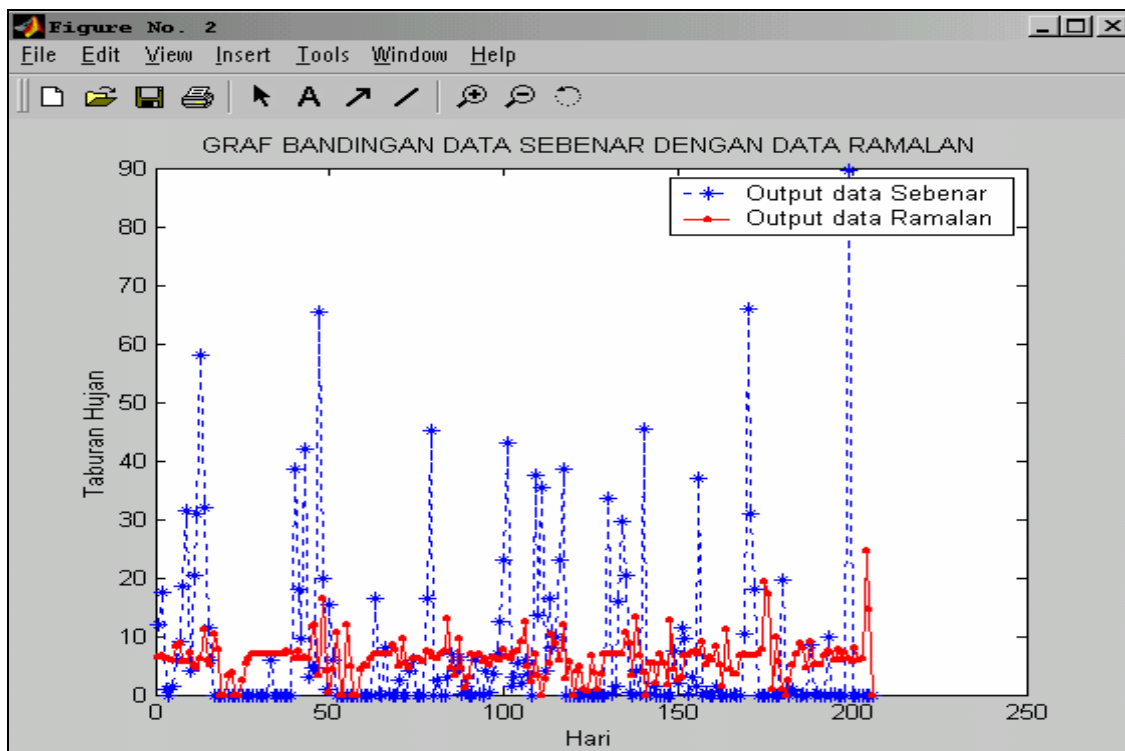 Figure No. 2
File Edit View Insert Tools Window Help
A
GRAF BANDINGAN DATA SEBENAR DENGAN DATA RAMALAN
Output data Sebenar
Output data Ramalan
Taburan Hujan
90
80
70
60
50
40
30
20
10
0
0 50 100 150 200 250
Hari